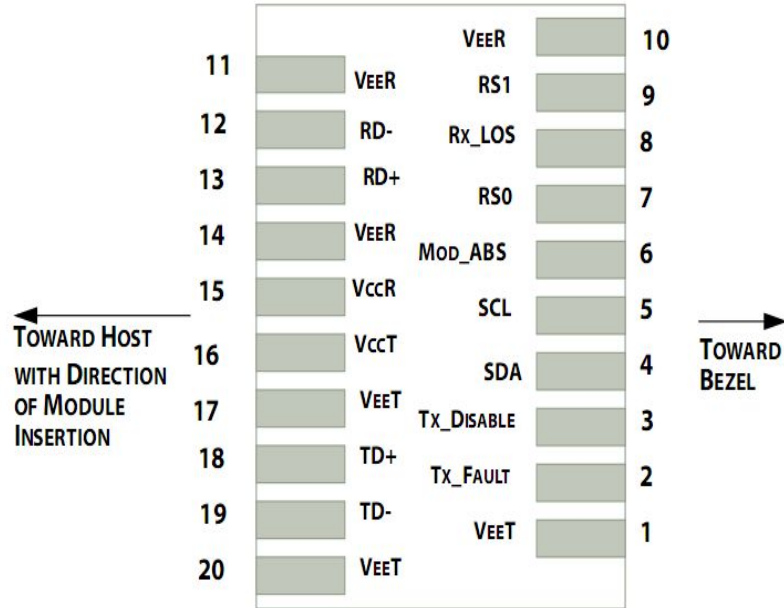 VEER 10
11 VEER
RS1 9
12 RD-
RX_LOS 8
13 RD+
RS0 7
14 VEER
MOD_ABS 6
15 VCCR
SCL 5
16 VCCT
SDA 4
17 VEET
TX_DISABLE 3
18 TD+
TX_FAULT 2
19 TD-
VEET 1
20 VEET
TOWARD HOST
WITH DIRECTION
OF MODULE
INSERTION
TOWARD
BEZEL